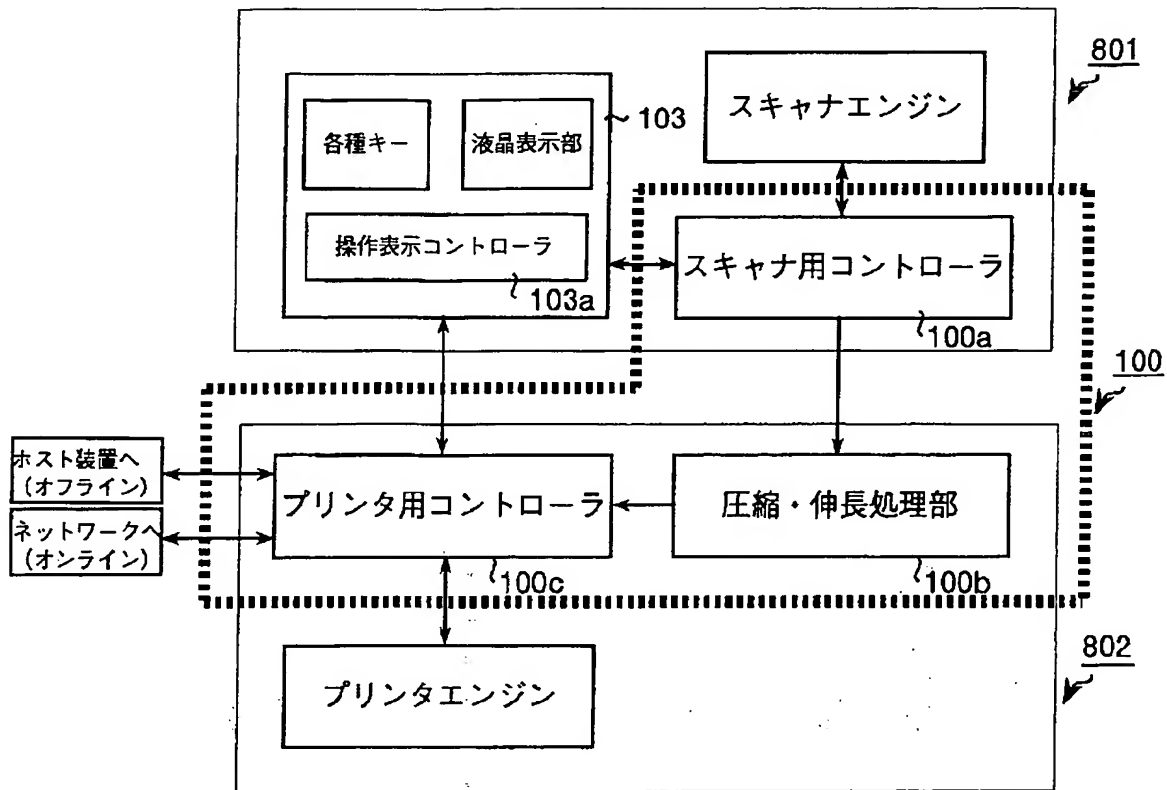 801
スキャナエンジン
103
各種キー
液晶表示部
操作表示コントローラ
103a
スキャナ用コントローラ
100a
100
ホスト装置へ
(オフライン)
ネットワークへ
(オンライン)
プリンタ用コントローラ
100c
圧縮・伸長処理部
100b
802
プリンタエンジン